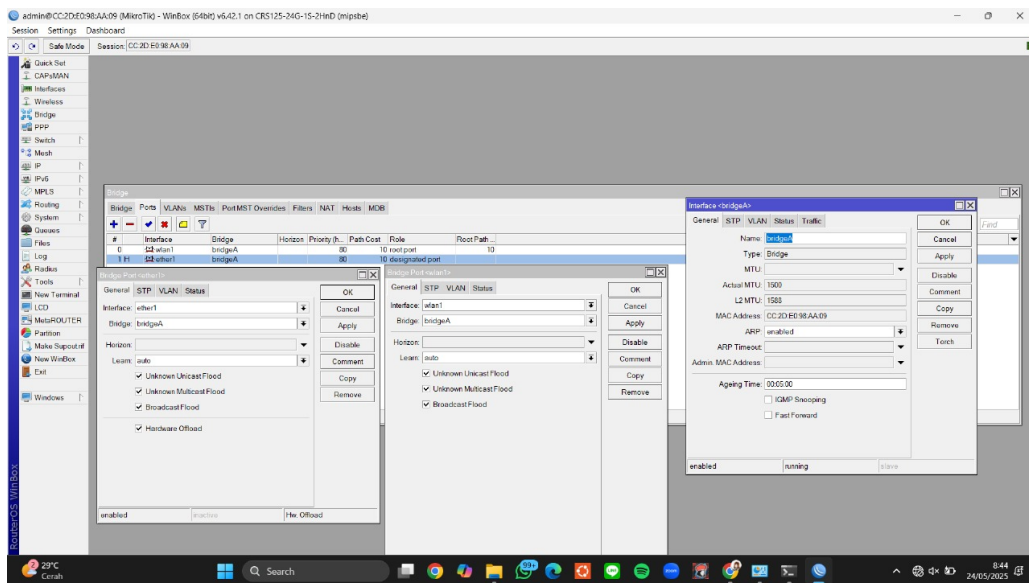 admin@CC:2D:E0:98:AA:09 (MikroTik) - WinBox (64bit) v6.42.1 on CRS125-24G-1S-2HnD (mipsbe)
Session Settings Dashboard
Safe Mode Session: CC:2D:E0:98:AA:09
Quick Set
CAPsMAN
Interfaces
Wireless
Bridge
PPP
Switch
Mesh
IP
IPv6
MPLS
Routing
System
Queues
Files
Log
Radius
Tools
New Terminal
LCD
MetaROUTER
Partition
Make Supout.rif
New WinBox
Exit
Windows
RouterOS WinBox
Bridge
Bridge Ports VLANs MSTIs Port MST Overrides Filters NAT Hosts MDB
Find
# Interface Bridge Horizon Priority (h... Path Cost Role Root Path ...
0 wlan1 bridgeA 80 10 root port 10
1 H ether1 bridgeA 80 10 designated port
Bridge Port <ether1>
General STP VLAN Status
Interface: ether1
Bridge: bridgeA
Horizon:
Learn: auto
Unknown Unicast Flood
Unknown Multicast Flood
Broadcast Flood
Hardware Offload
OK
Cancel
Apply
Disable
Comment
Copy
Remove
enabled inactive Hw. Offload
Bridge Port <wlan1>
General STP VLAN Status
Interface: wlan1
Bridge: bridgeA
Horizon:
Learn: auto
Unknown Unicast Flood
Unknown Multicast Flood
Broadcast Flood
OK
Cancel
Apply
Disable
Comment
Copy
Remove
Interface <bridgeA>
General STP VLAN Status Traffic
Name: bridgeA
Type: Bridge
MTU:
Actual MTU: 1500
L2 MTU: 1588
MAC Address: CC:2D:E0:98:AA:09
ARP: enabled
ARP Timeout:
Admin. MAC Address:
Ageing Time: 00:05:00
IGMP Snooping
Fast Forward
OK
Cancel
Apply
Disable
Comment
Copy
Remove
Torch
enabled running slave
2
29°C
Cerah
Search
99+
8:44
24/05/2025